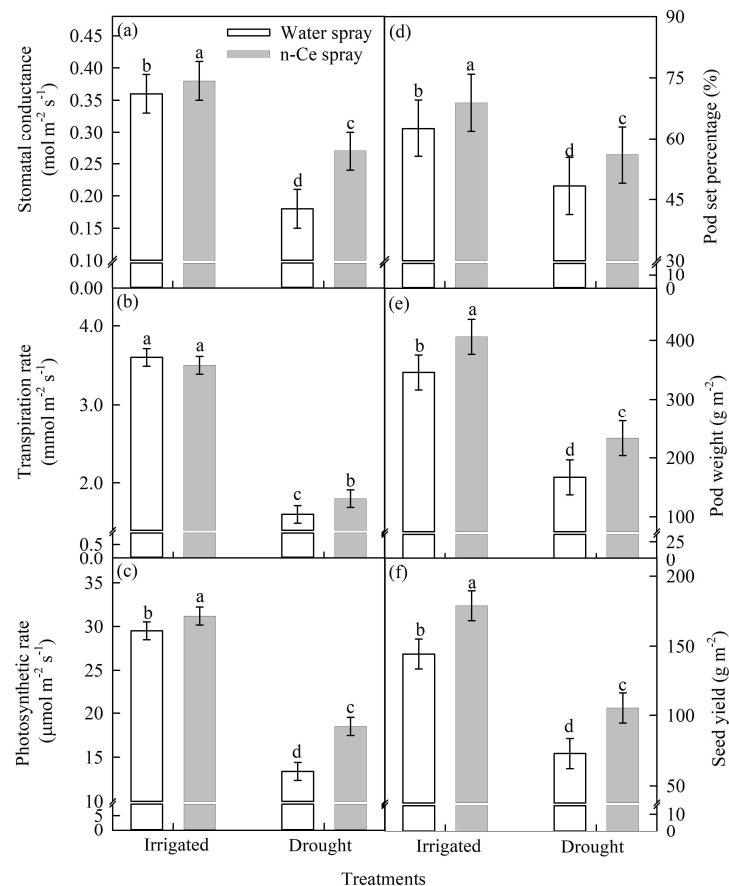 (a)
Water spray
n-Ce spray
Stomatal conductance
(mol m-2 s-1)
0.45
0.40
0.35
0.30
0.25
0.20
0.15
0.10
0.00
b
a
d
c
(d)
Pod set percentage (%)
90
75
60
45
30
10
0
b
a
d
c
(b)
Transpiration rate
(mmol m-2 s-1)
4.0
3.0
2.0
0.5
0.0
a
a
c
b
(e)
Pod weight (g m-2)
400
300
200
100
25
0
b
a
d
c
(c)
Photosynthetic rate
(µmol m-2 s-1)
35
30
25
20
15
10
5
0
b
a
d
c
(f)
Seed yield (g m-2)
200
150
100
50
10
0
b
a
d
c
Irrigated
Drought
Irrigated
Drought
Treatments